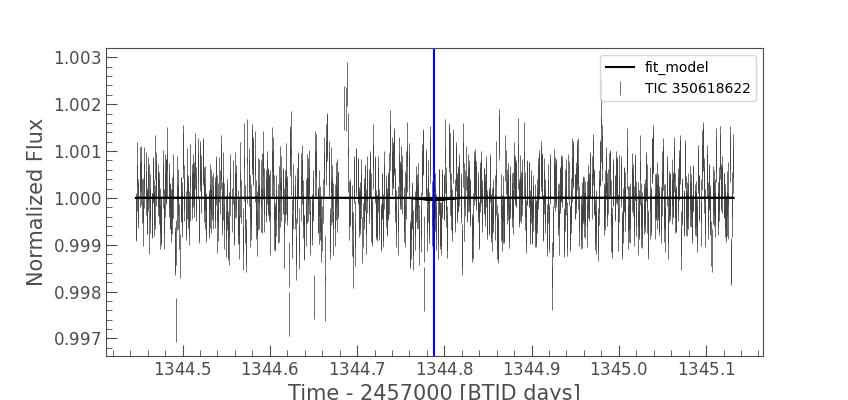 1.003
1.002
1.001
1.000
0.999
0.998
0.997
Normalized Flux
fit_model
TIC 350618622
1344.5 1344.6 1344.7 1344.8 1344.9 1345.0 1345.1
Time - 2457000 [BTJD days]